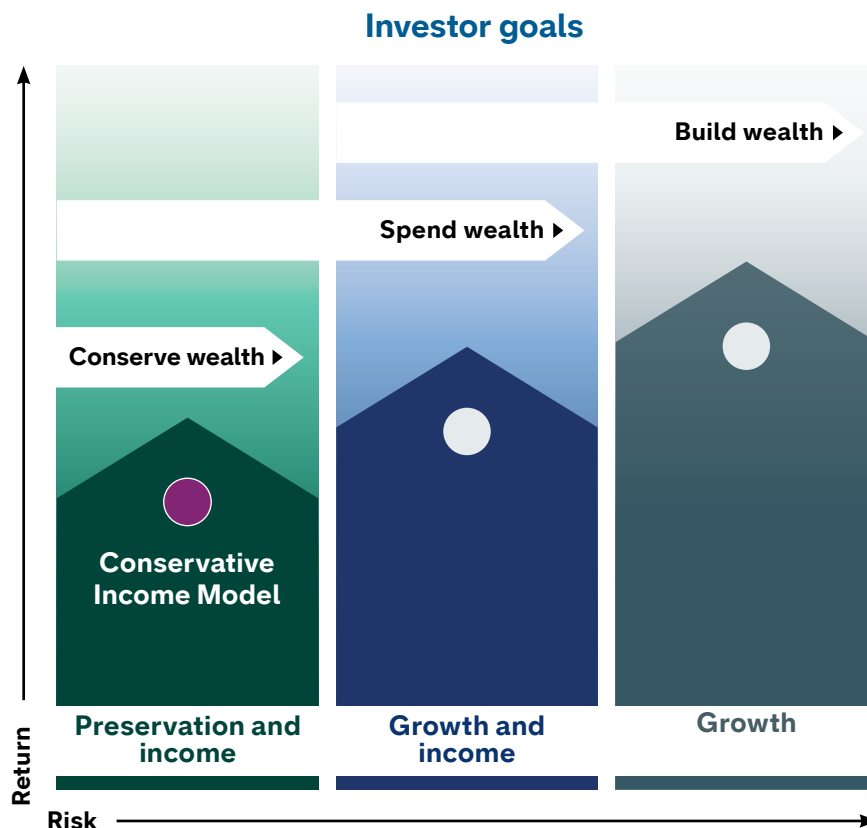 Investor goals
Build wealth
Spend wealth
Conserve wealth
Conservative
Income Model
Preservation and
income
Growth and
income
Growth
Return
Risk